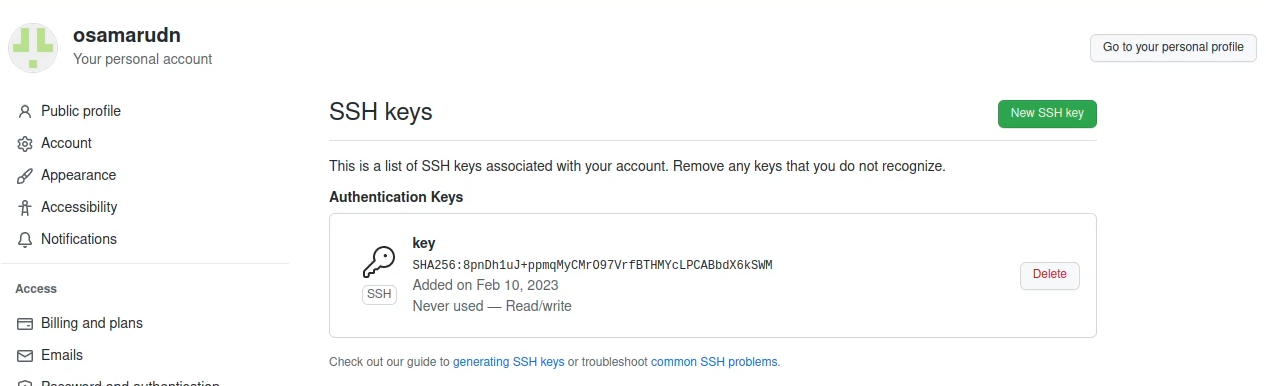 osamarudn
Your personal account
Go to your personal profile
Public profile
Account
Appearance
Accessibility
Notifications
Access
Billing and plans
Emails
Password and authentication
SSH keys
New SSH key
This is a list of SSH keys associated with your account. Remove any keys that you do not recognize.
Authentication Keys
key
SHA256:8pnDh1uJ+ppmqMyCMrO97VrfBTHMYcLPCABbdX6kSWM
Added on Feb 10, 2023
Never used — Read/write
SSH
Delete
Check out our guide to generating SSH keys or troubleshoot common SSH problems.